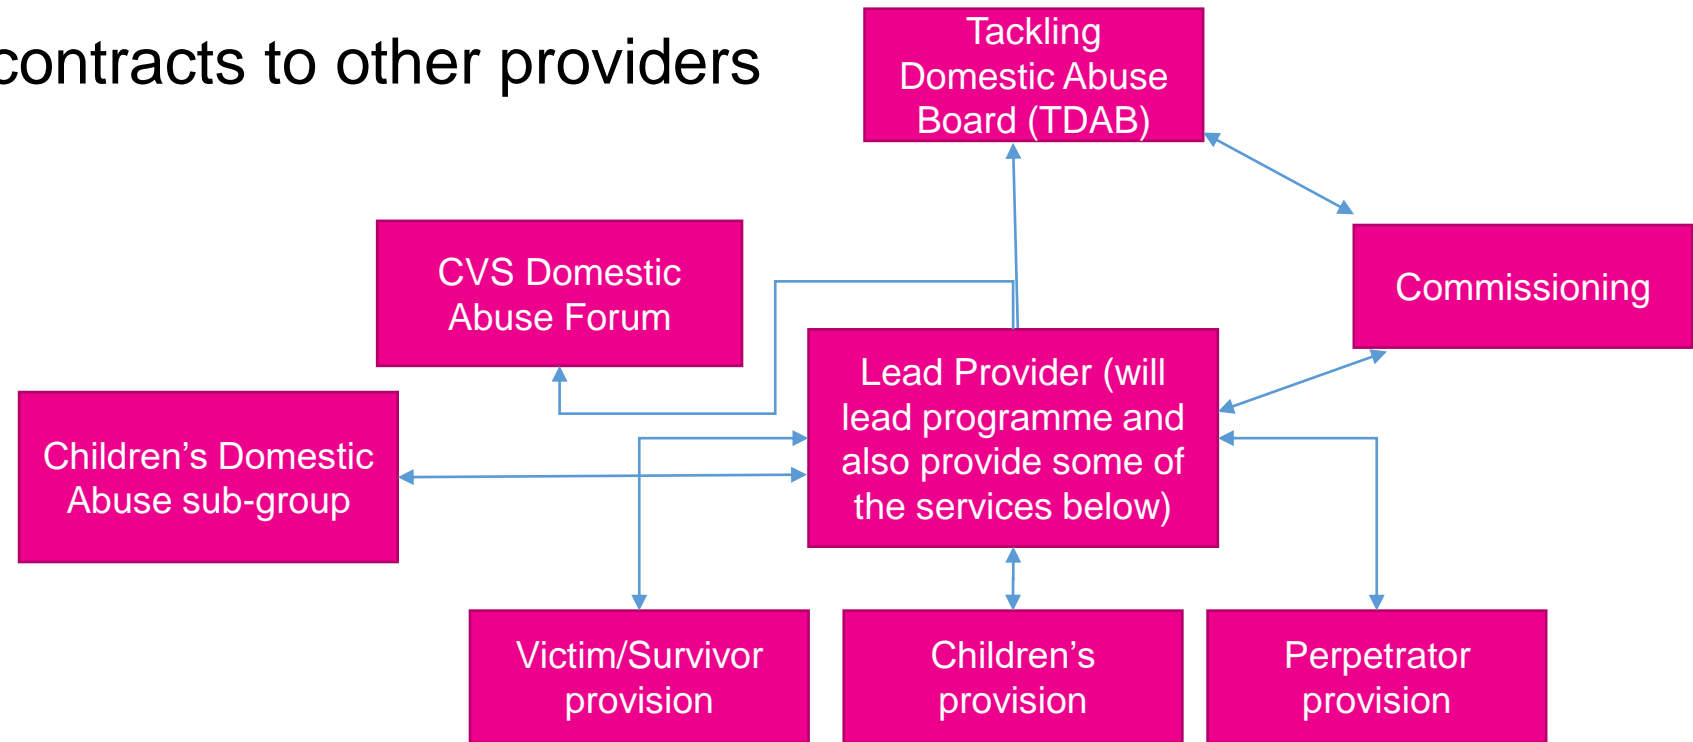 contracts to other providers
Tackling
Domestic Abuse
Board (TDAB)
CVS Domestic
Abuse Forum
Commissioning
Lead Provider (will
lead programme and
also provide some of
the services below)
Children’s Domestic
Abuse sub-group
Victim/Survivor
provision
Children’s
provision
Perpetrator
provision